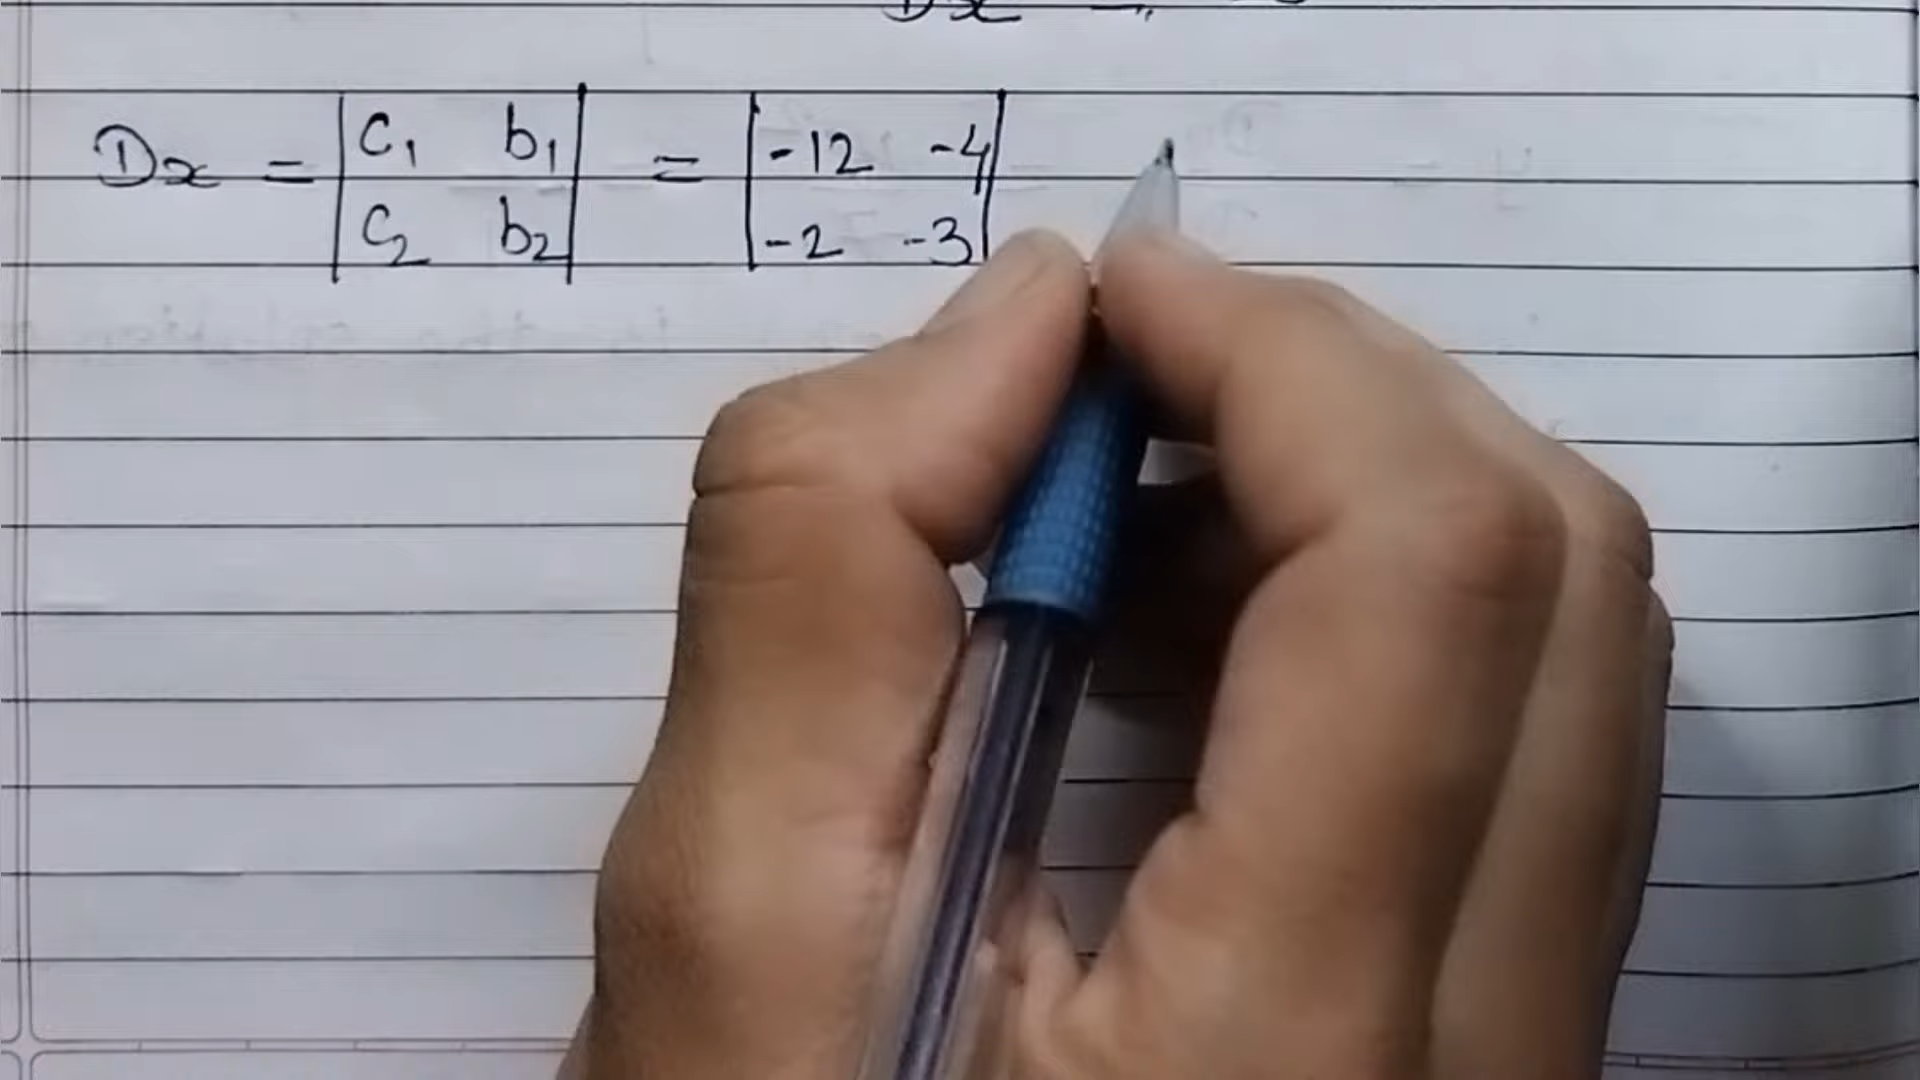 Dx = | c₁ b₁ | = | -12 -4 |
| c₂ b₂ | | -2 -3 |